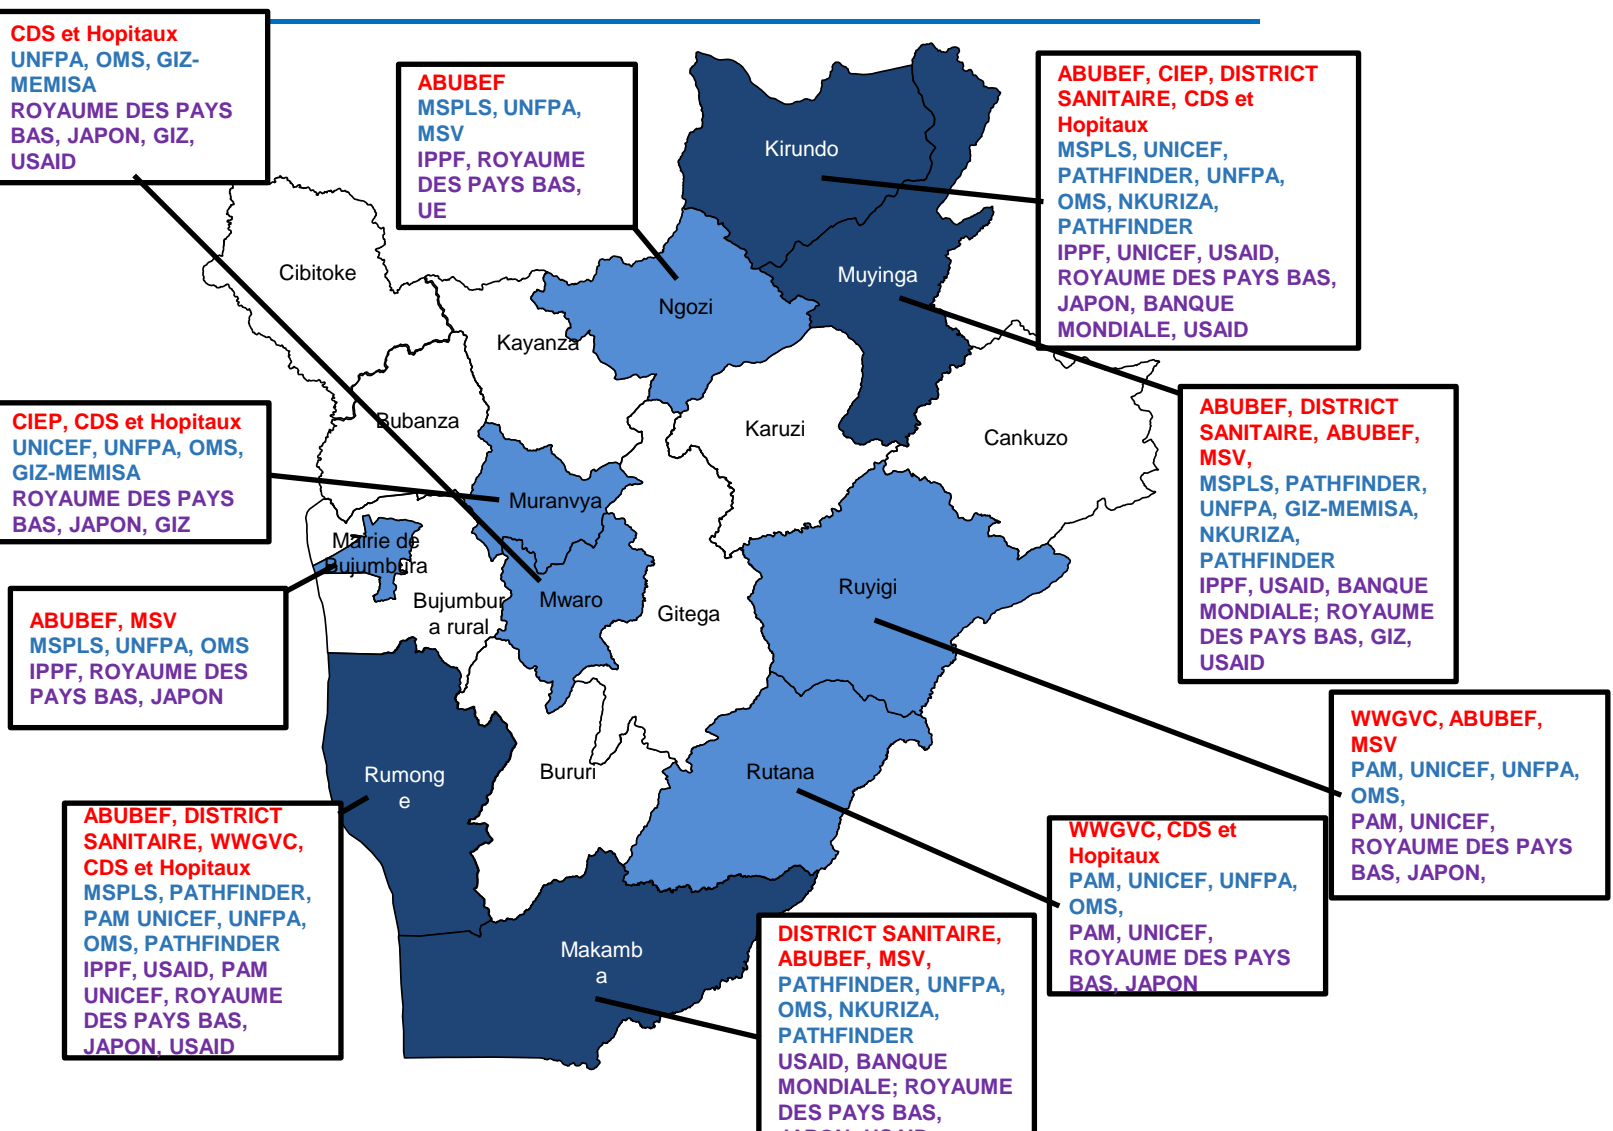 CDS et Hopitaux
UNFPA, OMS, GIZ-
MEMISA
ROYAUME DES PAYS
BAS, JAPON, GIZ,
USAID
ABUBEF
MSPLS, UNFPA,
MSV
IPPF, ROYAUME
DES PAYS BAS,
UE
ABUBEF, CIEP, DISTRICT
SANITAIRE, CDS et
Hopitaux
MSPLS, UNICEF,
PATHFINDER, UNFPA,
OMS, NKURIZA,
PATHFINDER
IPPF, UNICEF, USAID,
ROYAUME DES PAYS BAS,
JAPON, BANQUE
MONDIALE, USAID
Kirundo
Cibitoke
Muyinga
Ngozi
Kayanza
Bubanza
Karuzi
Cankuzo
CIEP, CDS et Hopitaux
UNICEF, UNFPA, OMS,
GIZ-MEMISA
ROYAUME DES PAYS
BAS, JAPON, GIZ
ABUBEF, DISTRICT
SANITAIRE, ABUBEF,
MSV,
MSPLS, PATHFINDER,
UNFPA, GIZ-MEMISA,
NKURIZA,
PATHFINDER
IPPF, USAID, BANQUE
MONDIALE; ROYAUME
DES PAYS BAS, GIZ,
USAID
Muranvya
Mairie de
Bujumbura
Bujumbur
a rural
Mwaro
Gitega
Ruyigi
ABUBEF, MSV
MSPLS, UNFPA, OMS
IPPF, ROYAUME DES
PAYS BAS, JAPON
WWGVC, ABUBEF,
MSV
PAM, UNICEF, UNFPA,
OMS,
PAM, UNICEF,
ROYAUME DES PAYS
BAS, JAPON,
Rumong
e
Bururi
Rutana
ABUBEF, DISTRICT
SANITAIRE, WWGVC,
CDS et Hopitaux
MSPLS, PATHFINDER,
PAM UNICEF, UNFPA,
OMS, PATHFINDER
IPPF, USAID, PAM
UNICEF, ROYAUME
DES PAYS BAS,
JAPON, USAID
WWGVC, CDS et
Hopitaux
PAM, UNICEF, UNFPA,
OMS,
PAM, UNICEF,
ROYAUME DES PAYS
BAS, JAPON
Makamb
a
DISTRICT SANITAIRE,
ABUBEF, MSV,
PATHFINDER, UNFPA,
OMS, NKURIZA,
PATHFINDER
USAID, BANQUE
MONDIALE; ROYAUME
DES PAYS BAS,
JAPON, USAID